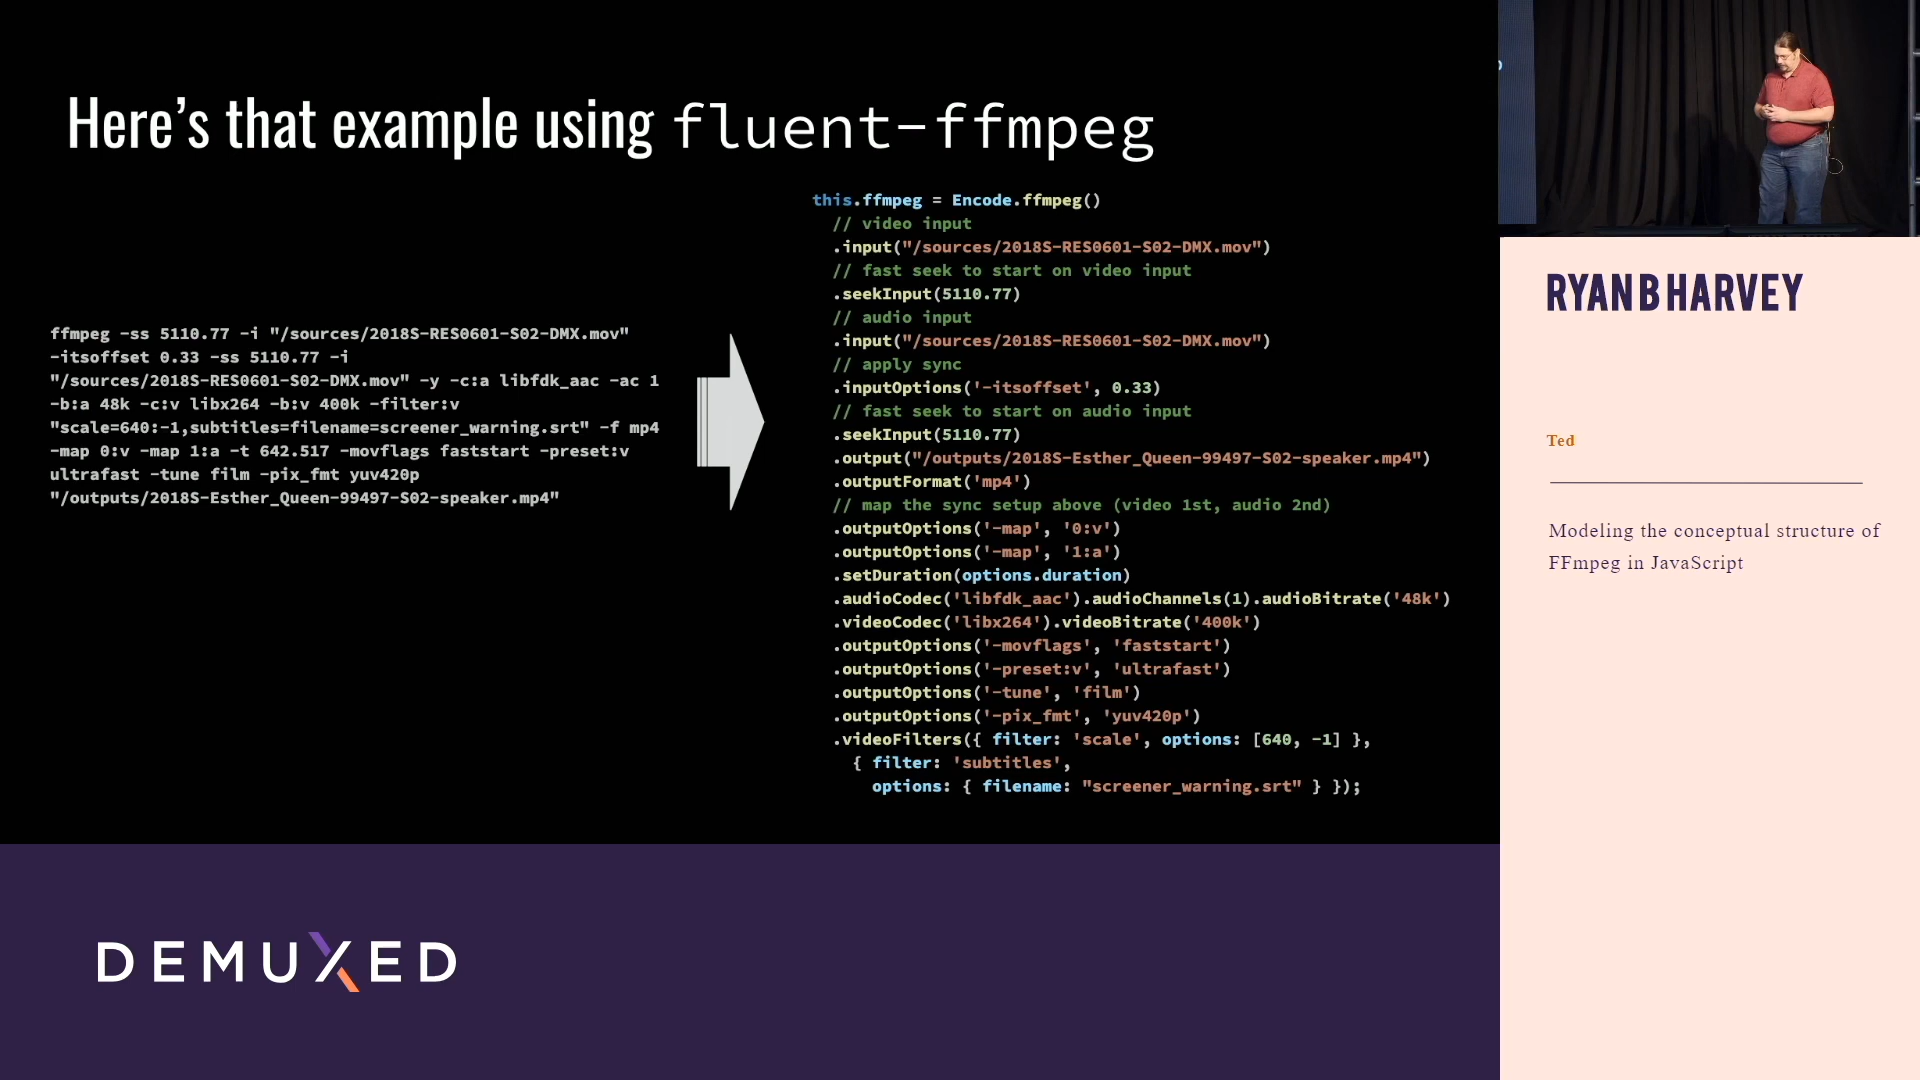 Here's that example using fluent-ffmpeg
ffmpeg -ss 5110.77 -i "/sources/2018S-RES0601-S02-DMX.mov"
-itsoffset 0.33 -ss 5110.77 -i
"/sources/2018S-RES0601-S02-DMX.mov" -y -c:a libfdk_aac -ac 1
-b:a 48k -c:v libx264 -b:v 400k -filter:v
"scale=640:-1,subtitles=filename=screener_warning.srt" -f mp4
-map 0:v -map 1:a -t 642.517 -movflags faststart -preset:v
ultrafast -tune film -pix_fmt yuv420p
"/outputs/2018S-Esther_Queen-99497-S02-speaker.mp4"
this.ffmpeg = Encode.ffmpeg()
// video input
.input("/sources/2018S-RES0601-S02-DMX.mov")
// fast seek to start on video input
.seekInput(5110.77)
// audio input
.input("/sources/2018S-RES0601-S02-DMX.mov")
// apply sync
.inputOptions('-itsoffset', 0.33)
// fast seek to start on audio input
.seekInput(5110.77)
.output("/outputs/2018S-Esther_Queen-99497-S02-speaker.mp4")
.outputFormat('mp4')
// map the sync setup above (video 1st, audio 2nd)
.outputOptions('-map', '0:v')
.outputOptions('-map', '1:a')
.setDuration(options.duration)
.audioCodec('libfdk_aac').audioChannels(1).audioBitrate('48k')
.videoCodec('libx264').videoBitrate('400k')
.outputOptions('-movflags', 'faststart')
.outputOptions('-preset:v', 'ultrafast')
.outputOptions('-tune', 'film')
.outputOptions('-pix_fmt', 'yuv420p')
.videoFilters({ filter: 'scale', options: [640, -1] },
{ filter: 'subtitles',
options: { filename: "screener_warning.srt" } });
RYAN B HARVEY
Ted
Modeling the conceptual structure of
FFmpeg in JavaScript
DEMUXED